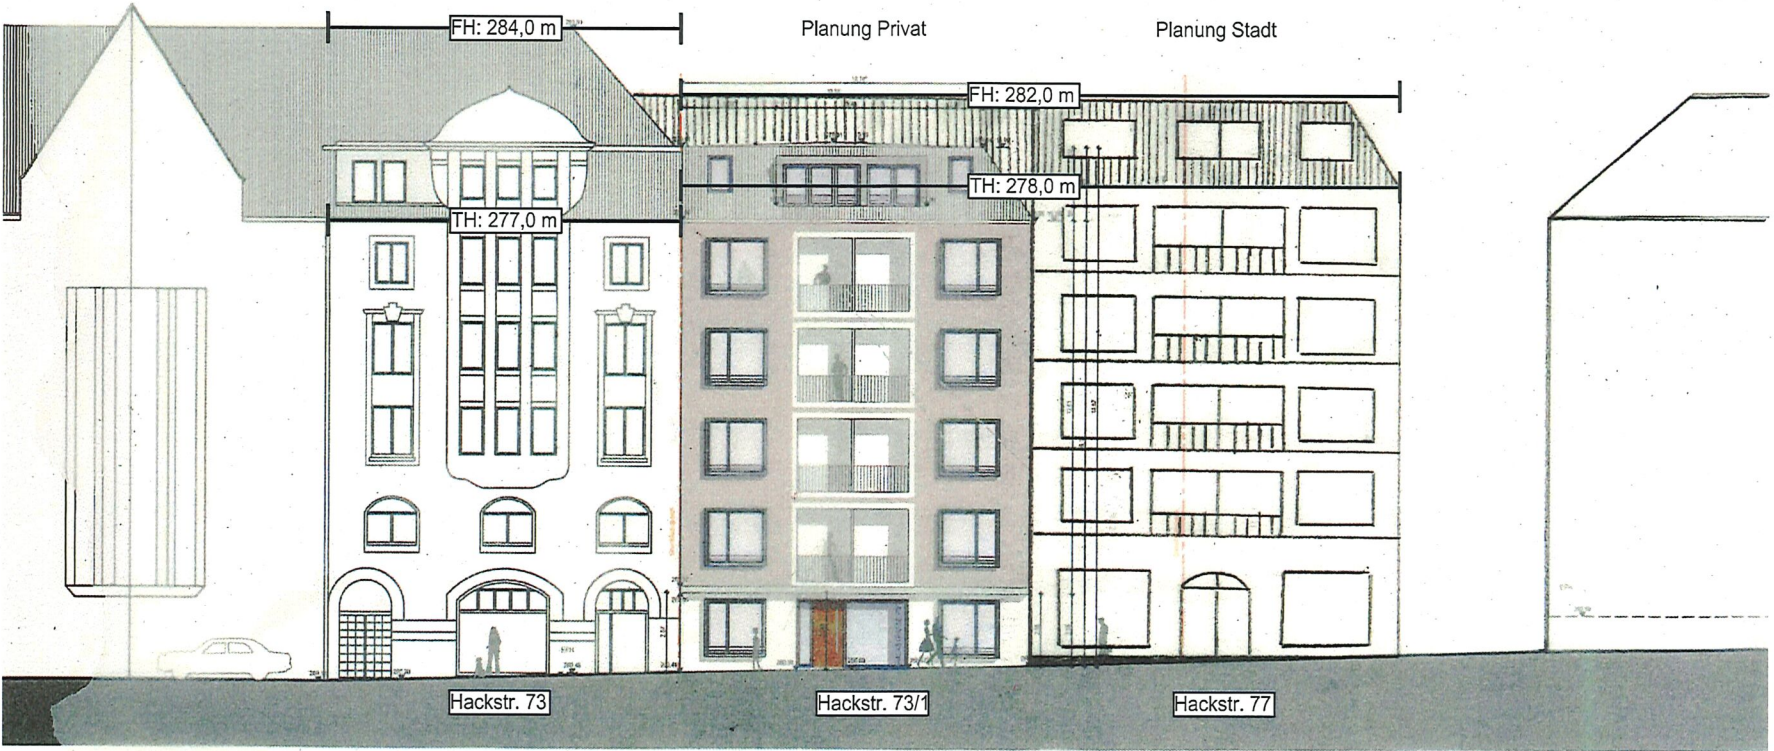 FH: 284,0 m
Planung Privat
Planung Stadt
FH: 282,0 m
TH: 278,0 m
TH: 277,0 m
Hackstr. 73
Hackstr. 73/1
Hackstr. 77